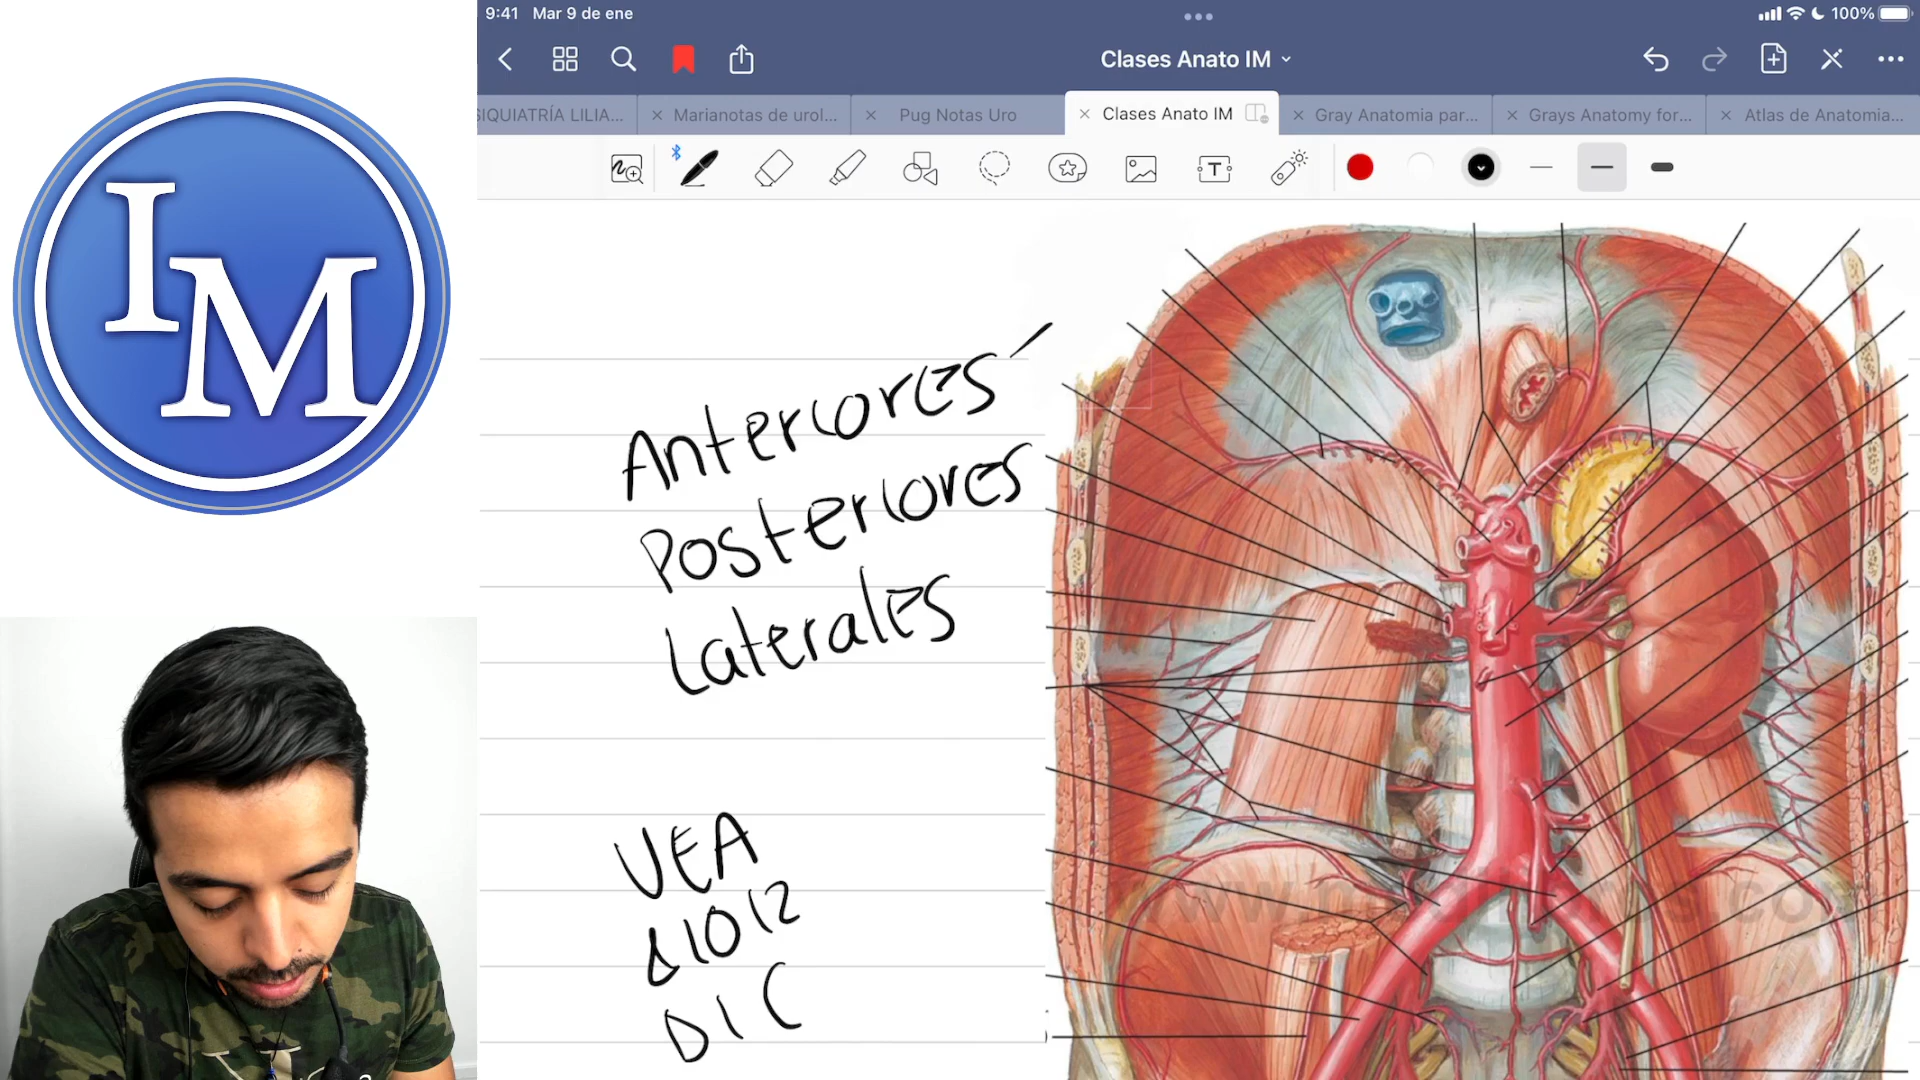 9:41 Mar 9 de ene 100%
Clases Anato IM
SIQUIATRÍA LILIA... Marianotas de urol... Pug Notas Uro Clases Anato IM Gray Anatomia par... Grays Anatomy for... Atlas de Anatomia...
T
IM
Anteriores
Posteriores
Laterales
VEA
1012
DIC